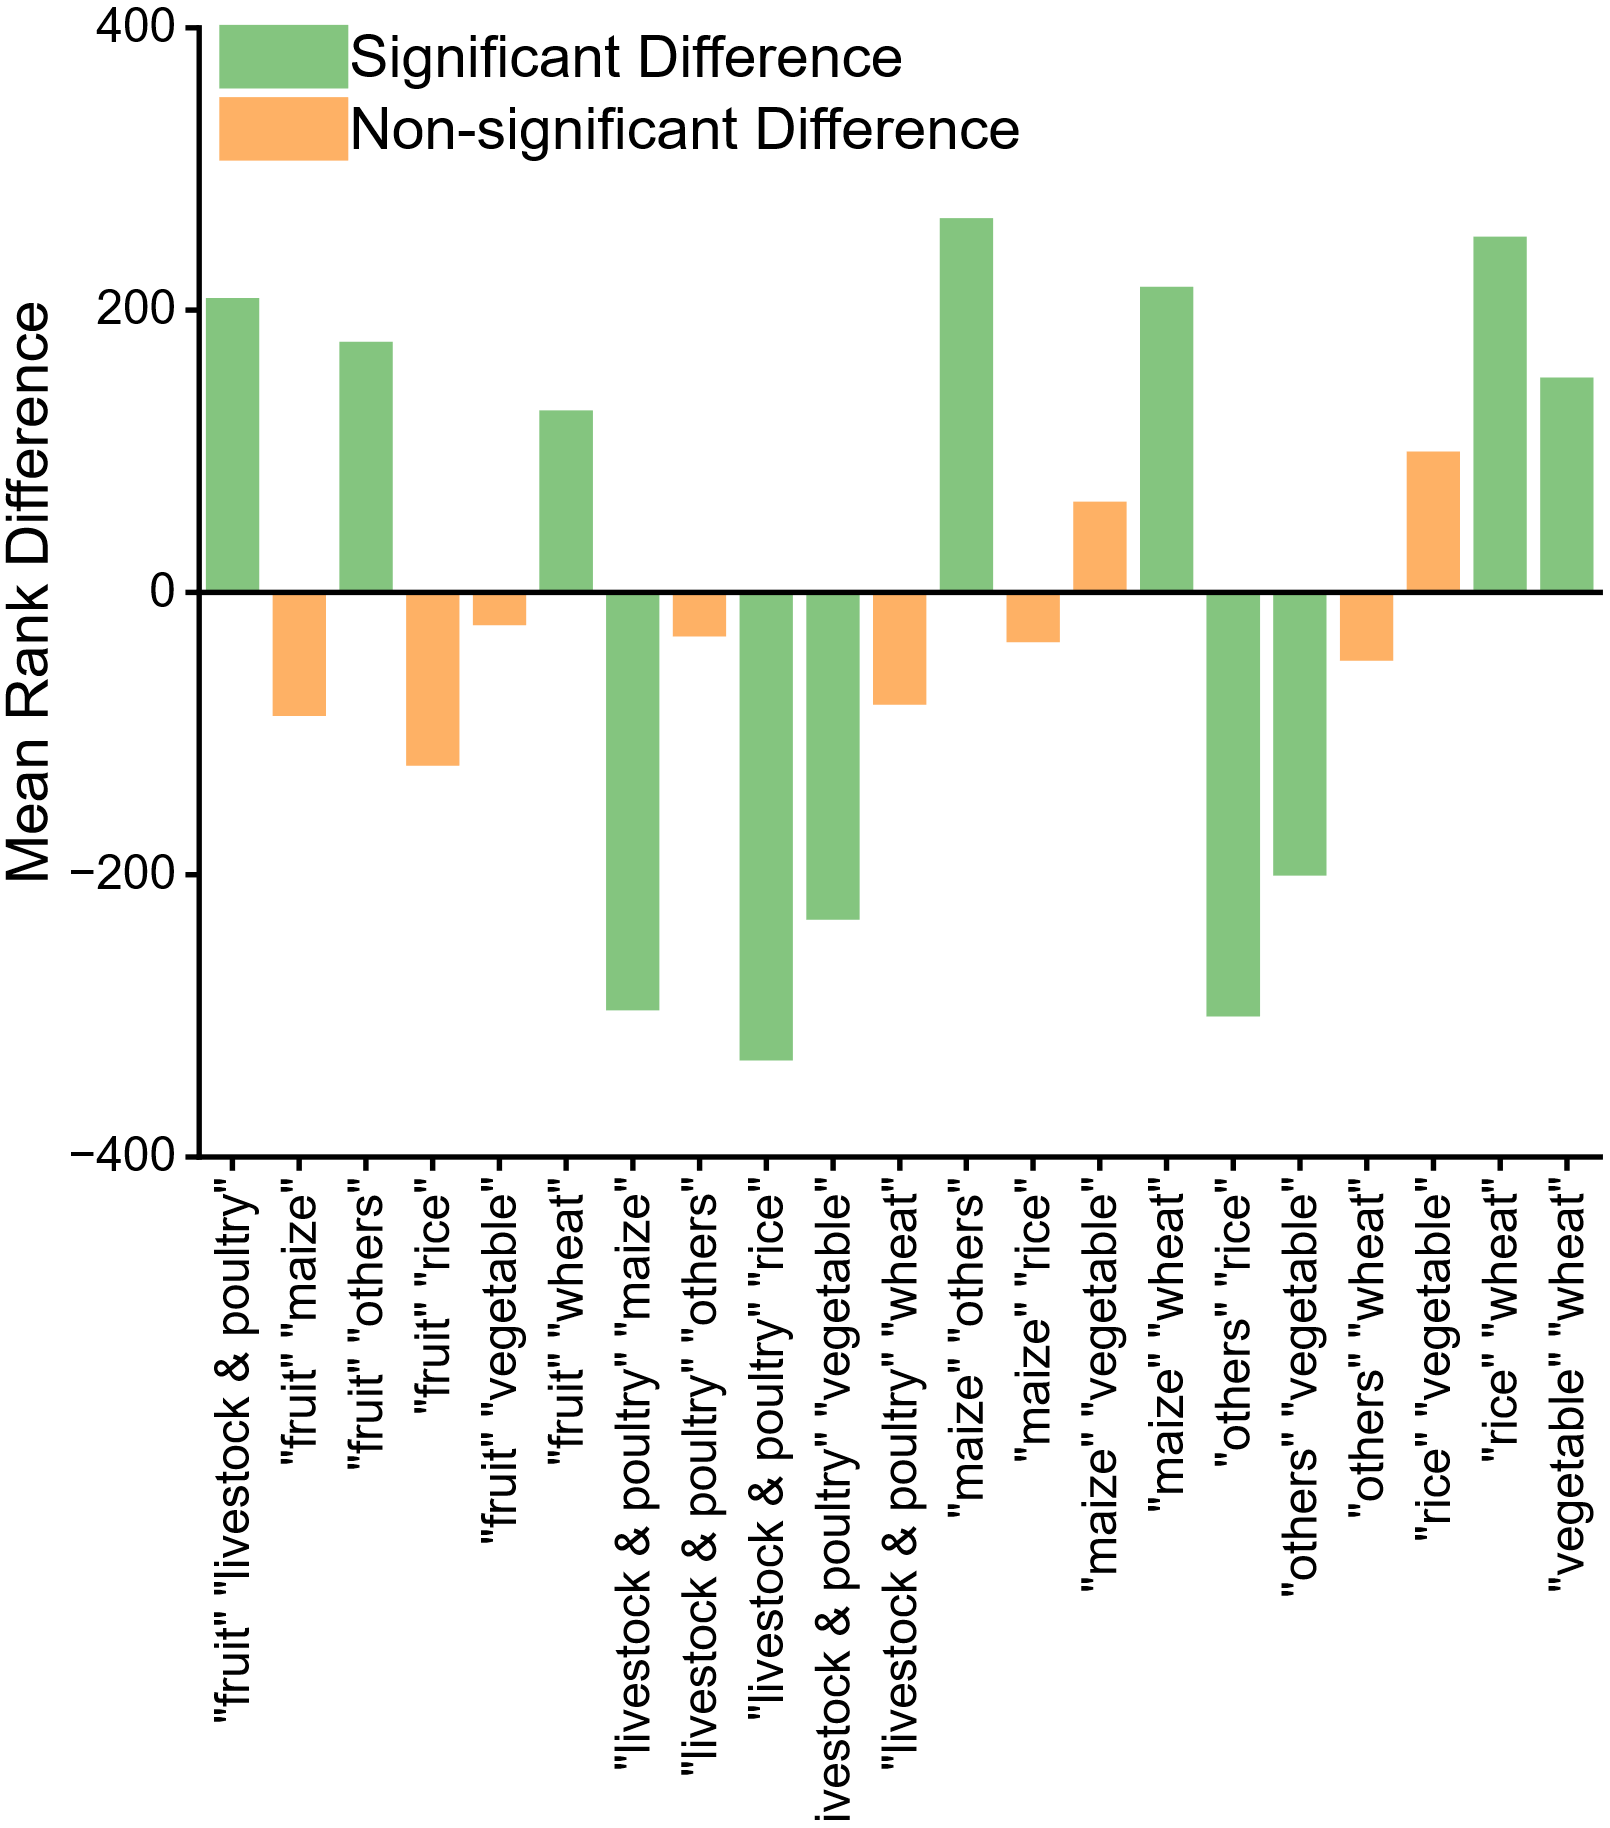 400
Significant Difference
Non-significant Difference
200
0
−200
−400
Mean Rank Difference
"fruit" "livestock & poultry"
"fruit" "maize"
"fruit" "others"
"fruit" "rice"
"fruit" "vegetable"
"fruit" "wheat"
"livestock & poultry" "maize"
"livestock & poultry" "others"
"livestock & poultry" "rice"
ivestock & poultry" "vegetable"
"livestock & poultry" "wheat"
"maize" "others"
"maize" "rice"
"maize" "vegetable"
"maize" "wheat"
"others" "rice"
"others" "vegetable"
"others" "wheat"
"rice" "vegetable"
"rice" "wheat"
"vegetable" "wheat"